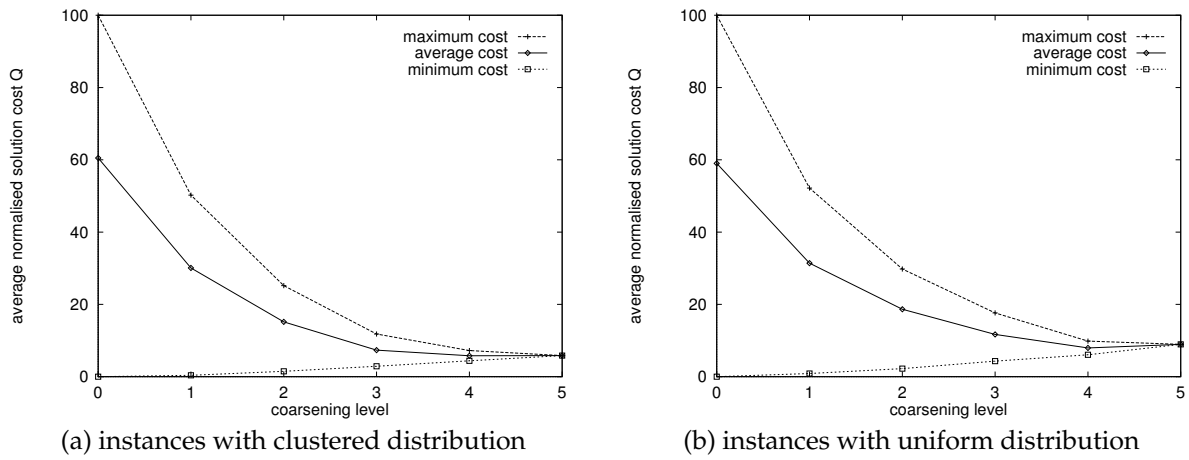 average normalised solution cost Q
100
80
60
40
20
0
maximum cost
average cost
minimum cost
0 1 2 3 4 5
coarsening level
(a) instances with clustered distribution
average normalised solution cost Q
100
80
60
40
20
0
maximum cost
average cost
minimum cost
0 1 2 3 4 5
coarsening level
(b) instances with uniform distribution